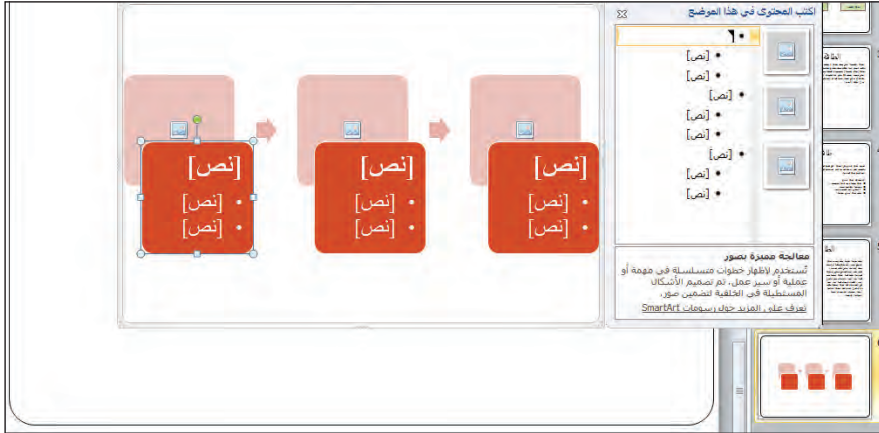 اكتب المحتوى في هذا الموضع
• [نص]
• [نص]
• [نص]
• [نص]
• [نص]
• [نص]
• [نص]
• [نص]
معالجة مميزة بصور
تُستخدم لإظهار خطوات متسلسلة في مهمة أو
عملية أو سير عمل. تم تصميم الأشكال
المستطيلة في الخلفية لتضمين صور.
تعرف على المزيد حول رسومات SmartArt
[نص]
• [نص]
• [نص]
[نص]
• [نص]
• [نص]
[نص]
• [نص]
• [نص]